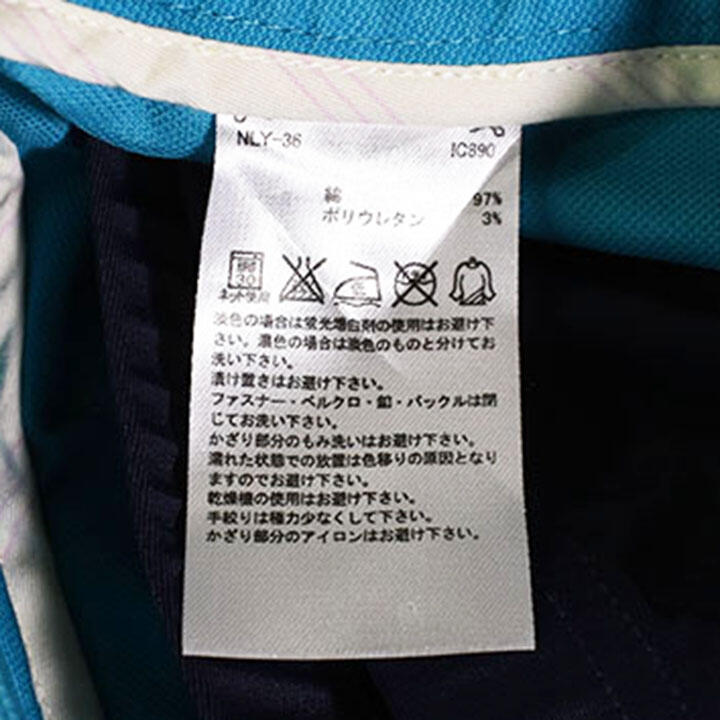 NLY-36
IC890
綿 97%
ポリウレタン 3%
30
ネット使用
淡色の場合は蛍光増白剤の使用はお避け下
さい。濃色の場合は淡色のものと分けてお
洗い下さい。
漬け置きはお避け下さい。
ファスナー・ベルクロ・釦・バックルは閉
じてお洗い下さい。
かざり部分のもみ洗いはお避け下さい。
濡れた状態での放置は色移りの原因となり
ますのでお避け下さい。
乾燥機の使用はお避け下さい。
手絞りは極力少なくして下さい。
かざり部分のアイロンはお避け下さい。